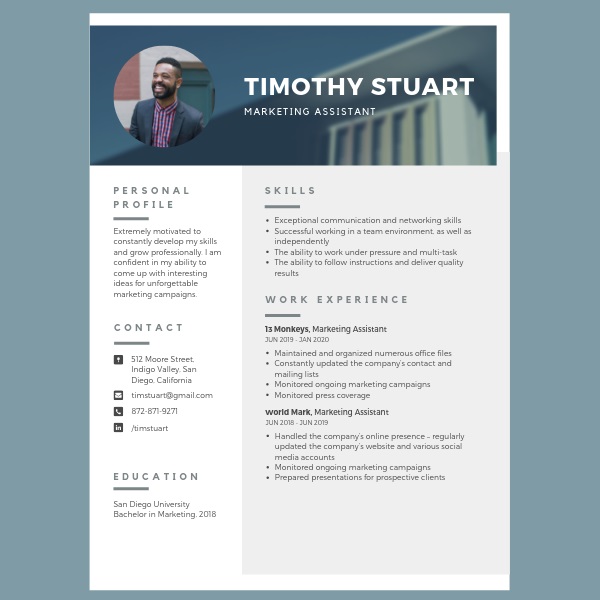 TIMOTHY STUART
MARKETING ASSISTANT
PERSONAL
PROFILE
Extremely motivated to
constantly develop my skills
and grow professionally. I am
confident in my ability to
come up with interesting
ideas for unforgettable
marketing campaigns.
CONTACT
512 Moore Street,
Indigo Valley, San
Diego, California
timstuart@gmail.com
872-871-9271
/timstuart
EDUCATION
San Diego University
Bachelor in Marketing, 2018
SKILLS
• Exceptional communication and networking skills
• Successful working in a team environment, as well as
independently
• The ability to work under pressure and multi-task
• The ability to follow instructions and deliver quality
results
WORK EXPERIENCE
13 Monkeys, Marketing Assistant
JUN 2019 - JAN 2020
• Maintained and organized numerous office files
• Constantly updated the company's contact and
mailing lists
• Monitored ongoing marketing campaigns
• Monitored press coverage
World Mark, Marketing Assistant
JUN 2018 - JUN 2019
• Handled the company's online presence – regularly
updated the company's website and various social
media accounts
• Monitored ongoing marketing campaigns
• Prepared presentations for prospective clients